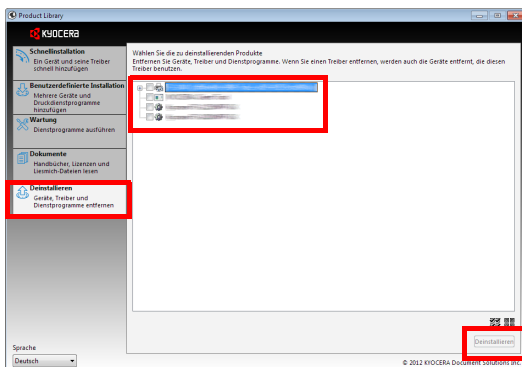 Product Library
KYOCERA
Schnellinstallation
Ein Gerät und seine Treiber
schnell hinzufügen
Benutzerdefinierte Installation
Mehrere Geräte und
Druckdienstprogramme
hinzufügen
Wartung
Dienstprogramme ausführen
Dokumente
Handbücher, Lizenzen und
Liesmich-Dateien lesen
Deinstallieren
Geräte, Treiber und
Dienstprogramme entfernen
Wählen Sie die zu deinstallierenden Produkte
Entfernen Sie Geräte, Treiber und Dienstprogramme. Wenn Sie einen Treiber entfernen, werden auch die Geräte entfernt, die diesen
Treiber benutzen.
Deinstallieren
Sprache
Deutsch
© 2012 KYOCERA Document Solutions Inc.